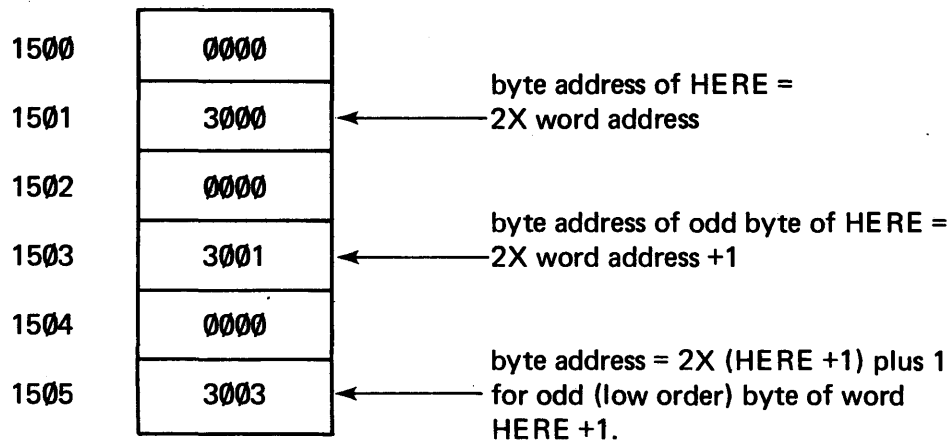 1500 0000
byte address of HERE =
1501 3000 2X word address
1502 0000
byte address of odd byte of HERE =
1503 3001 2X word address +1
1504 0000
byte address = 2X (HERE +1) plus 1
1505 3003 for odd (low order) byte of word
HERE +1.